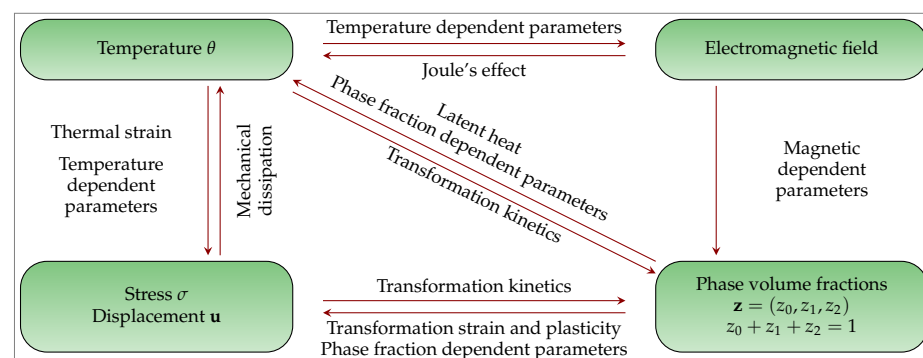 Temperature θ
Temperature dependent parameters
Electromagnetic field
Joule's effect
Latent heat
Phase fraction dependent parameters
Transformation kinetics
Thermal strain
Temperature
dependent
parameters
Mechanical
dissipation
Magnetic
dependent
parameters
Stress σ
Displacement u
Transformation kinetics
Transformation strain and plasticity
Phase fraction dependent parameters
Phase volume fractions
z = (z₀, z₁, z₂)
z₀ + z₁ + z₂ = 1